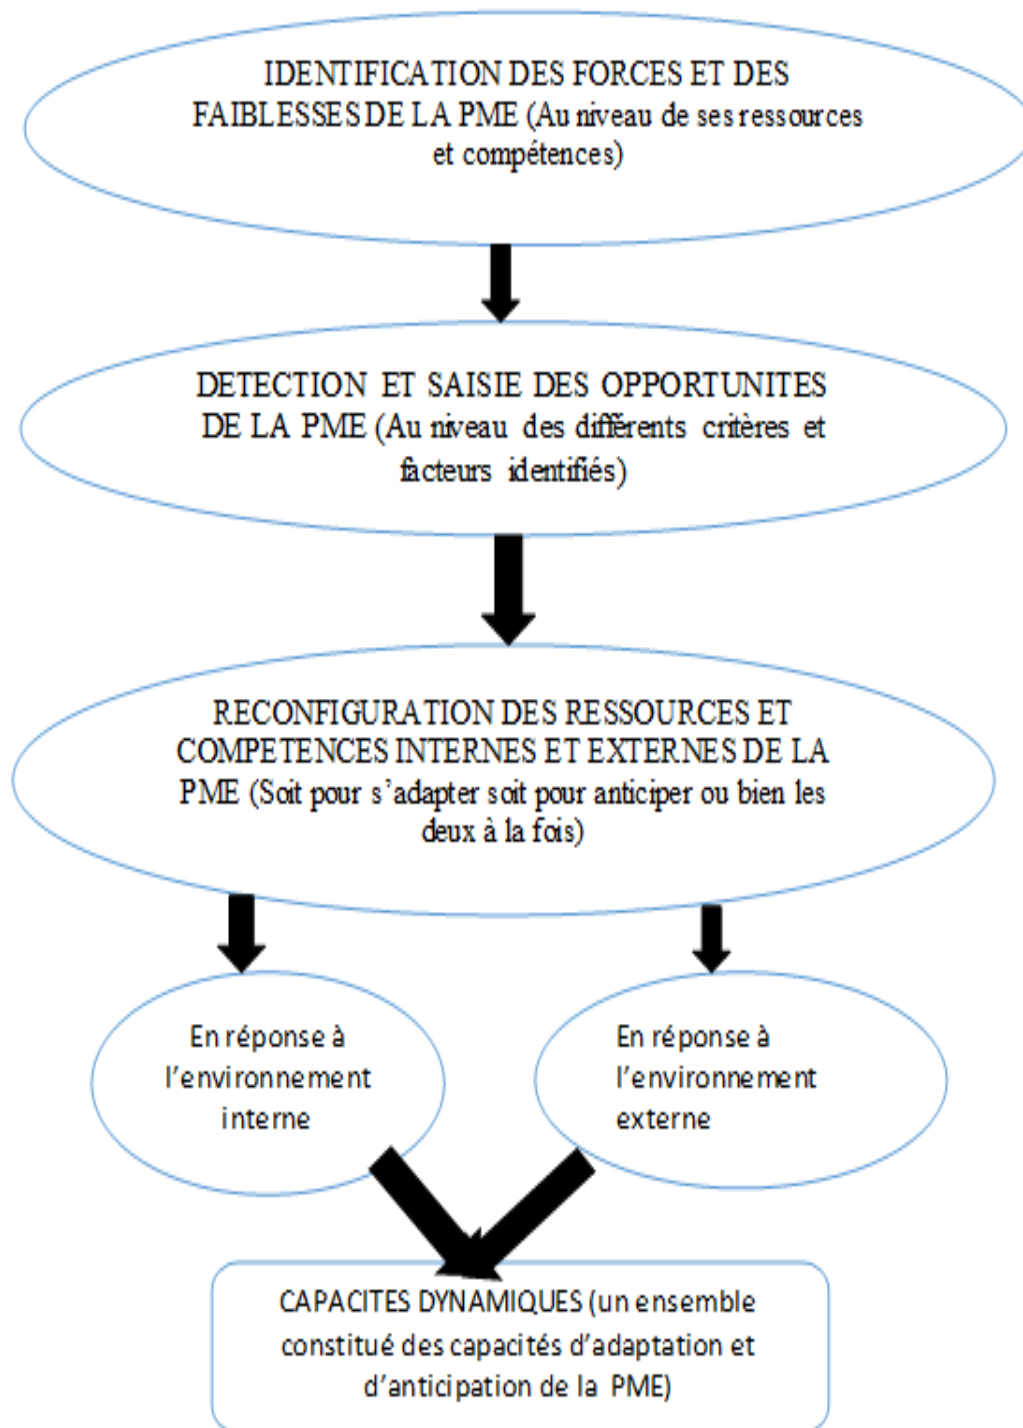 IDENTIFICATION DES FORCES ET DES
FAIBLESSES DE LA PME (Au niveau de ses ressources
et compétences)
DETECTION ET SAISIE DES OPPORTUNITES
DE LA PME (Au niveau des différents critères et
facteurs identifiés)
RECONFIGURATION DES RESSOURCES ET
COMPETENCES INTERNES ET EXTERNES DE LA
PME (Soit pour s’adapter soit pour anticiper ou bien les
deux à la fois)
En réponse à
l’environnement
interne
En réponse à
l’environnement
externe
CAPACITES DYNAMIQUES (un ensemble
constitué des capacités d’adaptation et
d’anticipation de la PME)